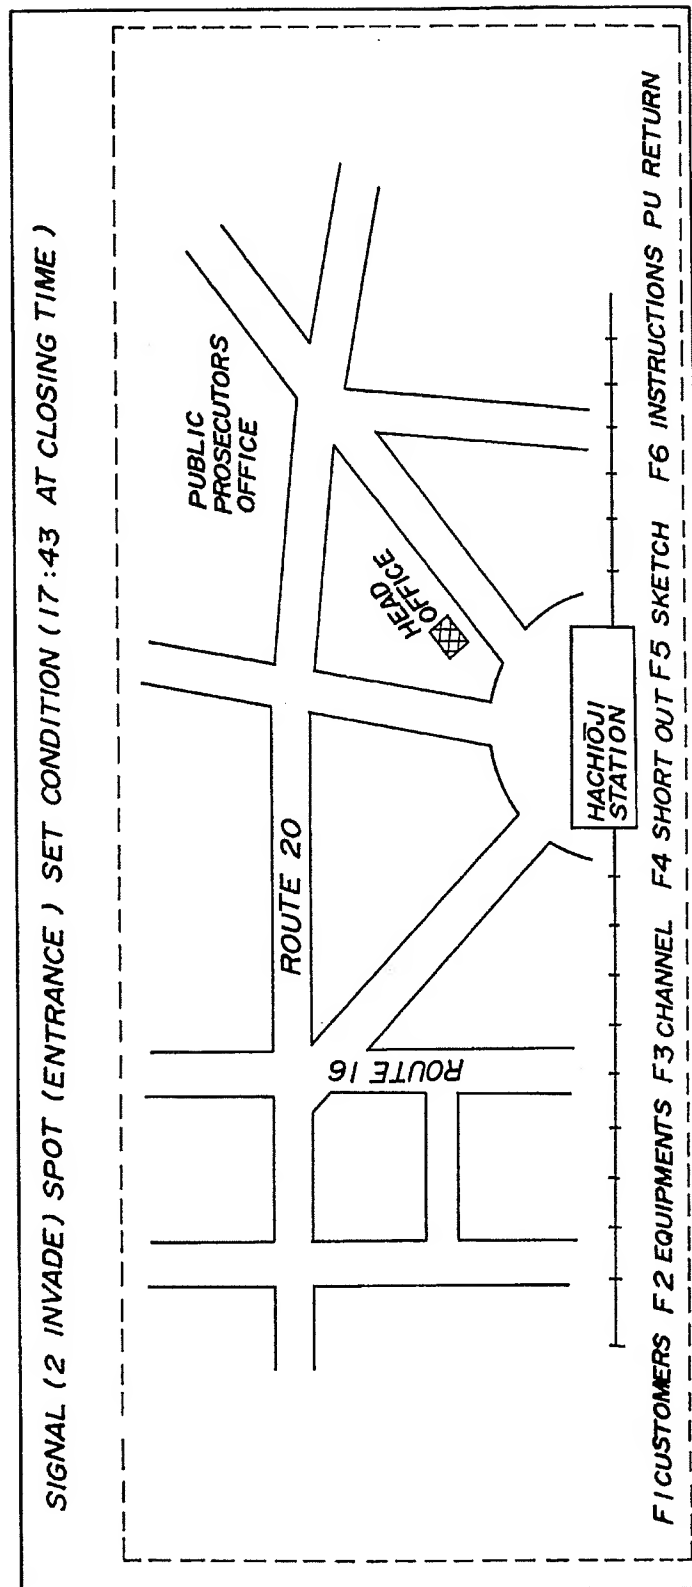 SIGNAL (2 INVADE) SPOT (ENTRANCE) SET CONDITION (17:43 AT CLOSING TIME)
PUBLIC
PROSECUTORS
OFFICE
HEAD
OFFICE
ROUTE 20
ROUTE 16
HACHIŌJI
STATION
F1 CUSTOMERS F2 EQUIPMENTS F3 CHANNEL F4 SHORT OUT F5 SKETCH F6 INSTRUCTIONS PU RETURN